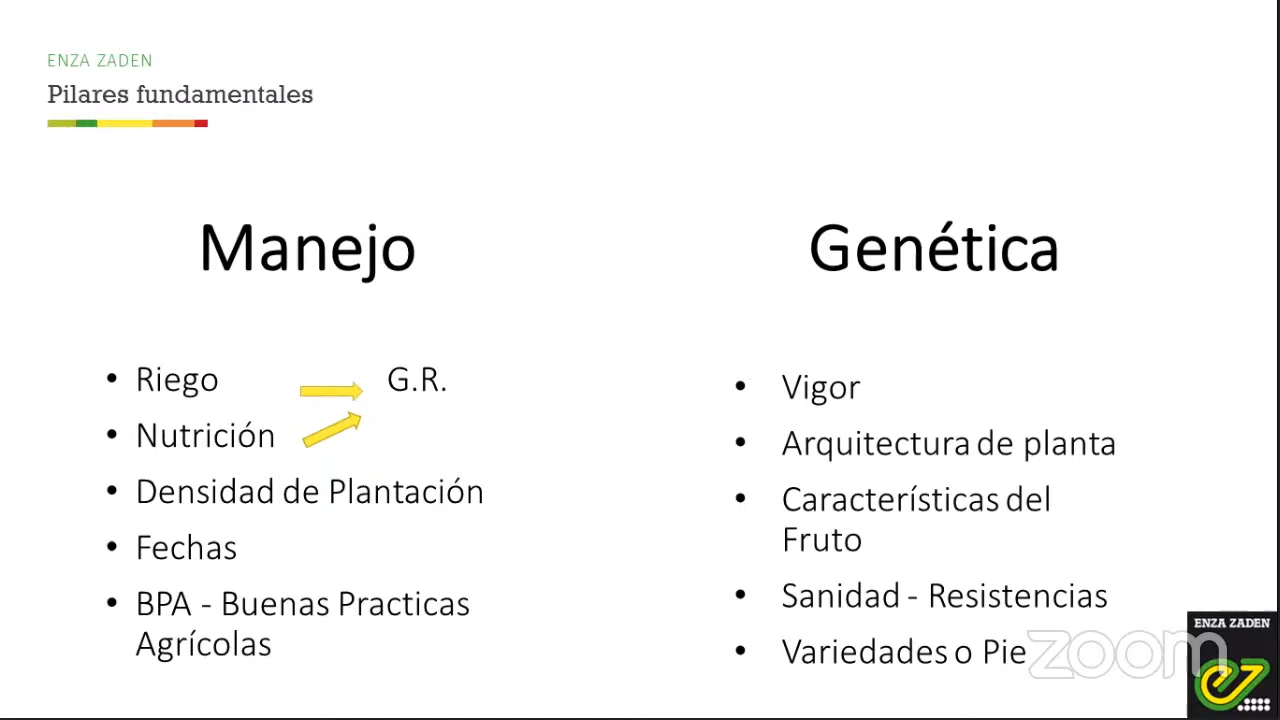 ENZA ZADEN
Pilares fundamentales
Manejo
• Riego
G.R.
• Nutrición
• Densidad de Plantación
• Fechas
• BPA - Buenas Practicas
Agrícolas
Genética
• Vigor
• Arquitectura de planta
• Características del
Fruto
• Sanidad - Resistencias
• Variedades o Pie
zoom
ENZA ZADEN